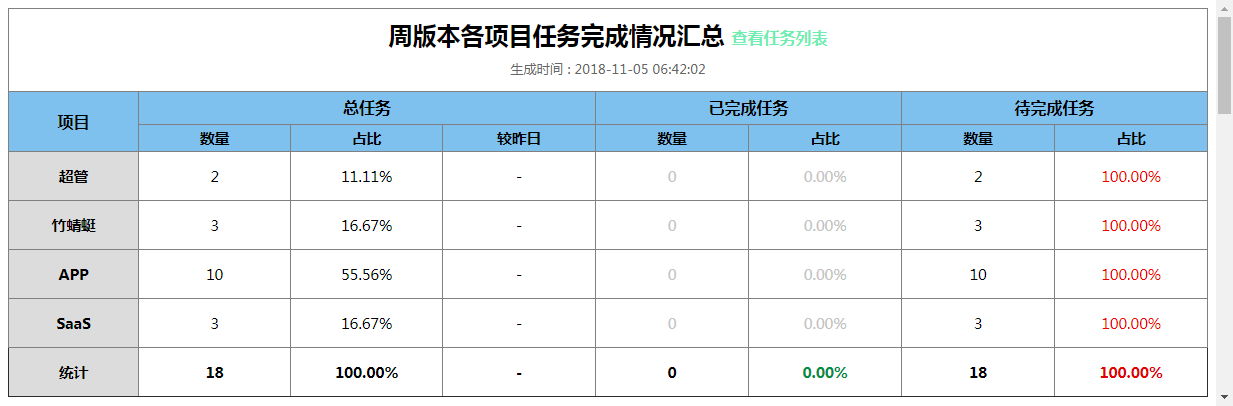 周版本各项目任务完成情况汇总 查看任务列表
生成时间 : 2018-11-05 06:42:02
项目 总任务 已完成任务 待完成任务
数量 占比 较昨日 数量 占比 数量 占比
超管 2 11.11% - 0 0.00% 2 100.00%
竹蜻蜓 3 16.67% - 0 0.00% 3 100.00%
APP 10 55.56% - 0 0.00% 10 100.00%
SaaS 3 16.67% - 0 0.00% 3 100.00%
统计 18 100.00% - 0 0.00% 18 100.00%